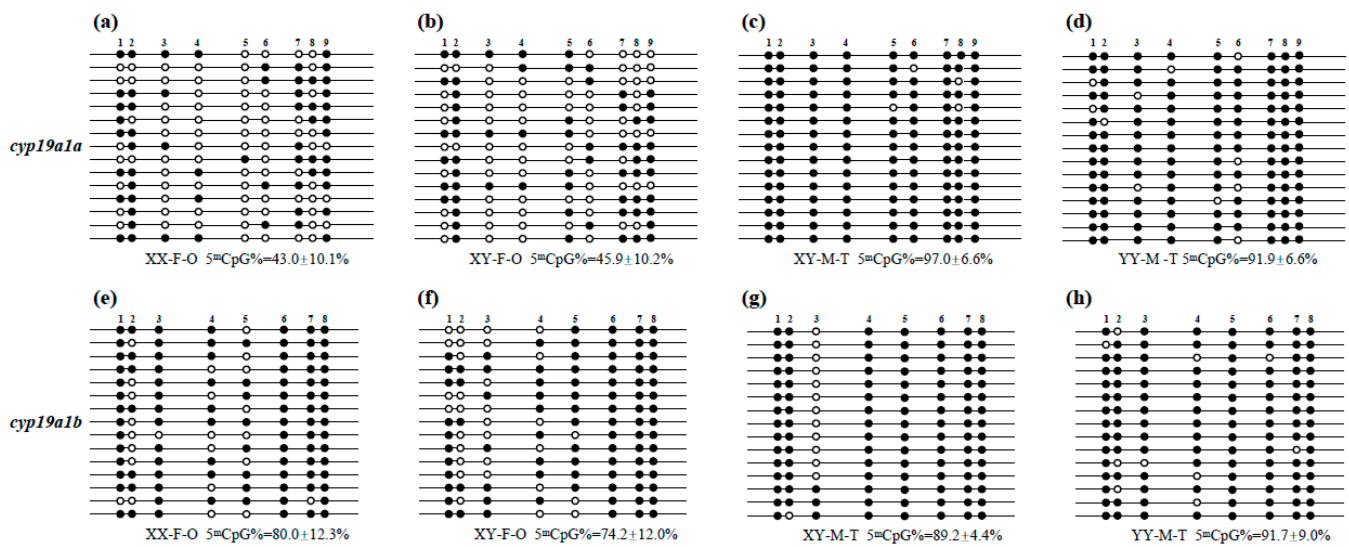 (a) (b) (c) (d)
1 2 3 4 5 6 7 8 9 1 2 3 4 5 6 7 8 9 1 2 3 4 5 6 7 8 9 1 2 3 4 5 6 7 8 9
cyp19a1a
XX-F-O 5ᵐCpG%=43.0±10.1% XY-F-O 5ᵐCpG%=45.9±10.2% XY-M-T 5ᵐCpG%=97.0±6.6% YY-M -T 5ᵐCpG%=91.9±6.6%
(e) (f) (g) (h)
1 2 3 4 5 6 7 8 1 2 3 4 5 6 7 8 1 2 3 4 5 6 7 8 1 2 3 4 5 6 7 8
cyp19a1b
XX-F-O 5ᵐCpG%=80.0±12.3% XY-F-O 5ᵐCpG%=74.2±12.0% XY-M-T 5ᵐCpG%=89.2±4.4% YY-M-T 5ᵐCpG%=91.7±9.0%